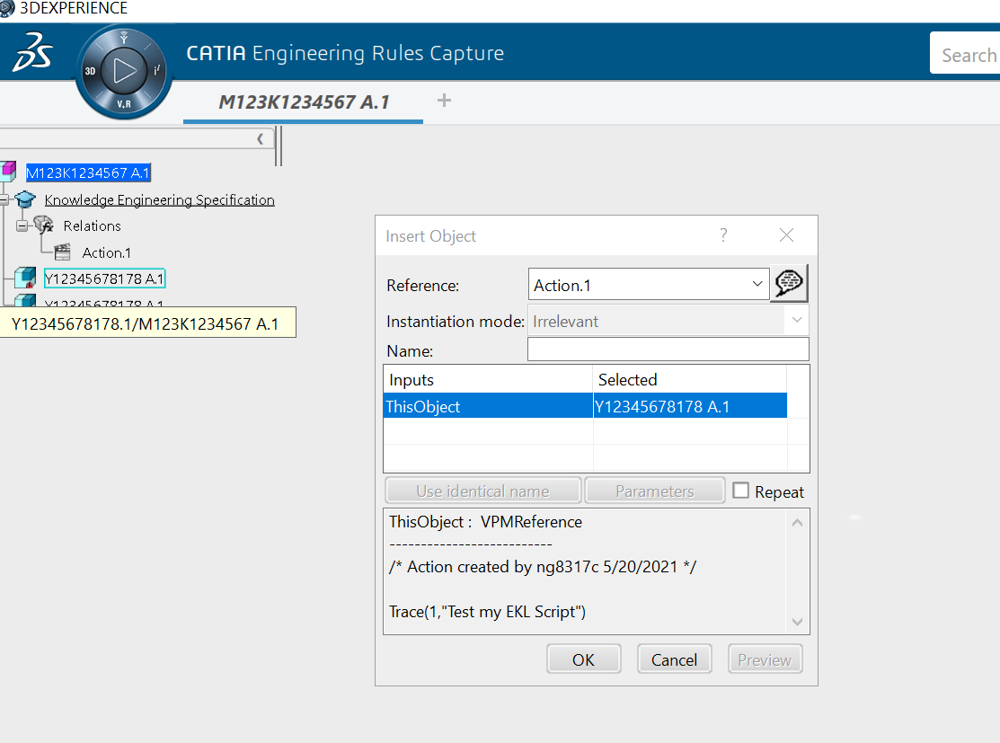 3DEXPERIENCE
3D
V,R
i²
CATIA Engineering Rules Capture
Search
M123K1234567 A.1
+
M123K1234567 A.1
Knowledge Engineering Specification
Relations
Action.1
Y12345678178 A.1
Y12345678178 A.1
Y12345678178.1/M123K1234567 A.1
Insert Object
?
Reference: Action.1
Instantiation mode: Irrelevant
Name:
Inputs Selected
ThisObject Y12345678178 A.1
Use identical name Parameters Repeat
ThisObject : VPMReference
--------------------------
/* Action created by ng8317c 5/20/2021 */
Trace(1,"Test my EKL Script")
OK Cancel Preview